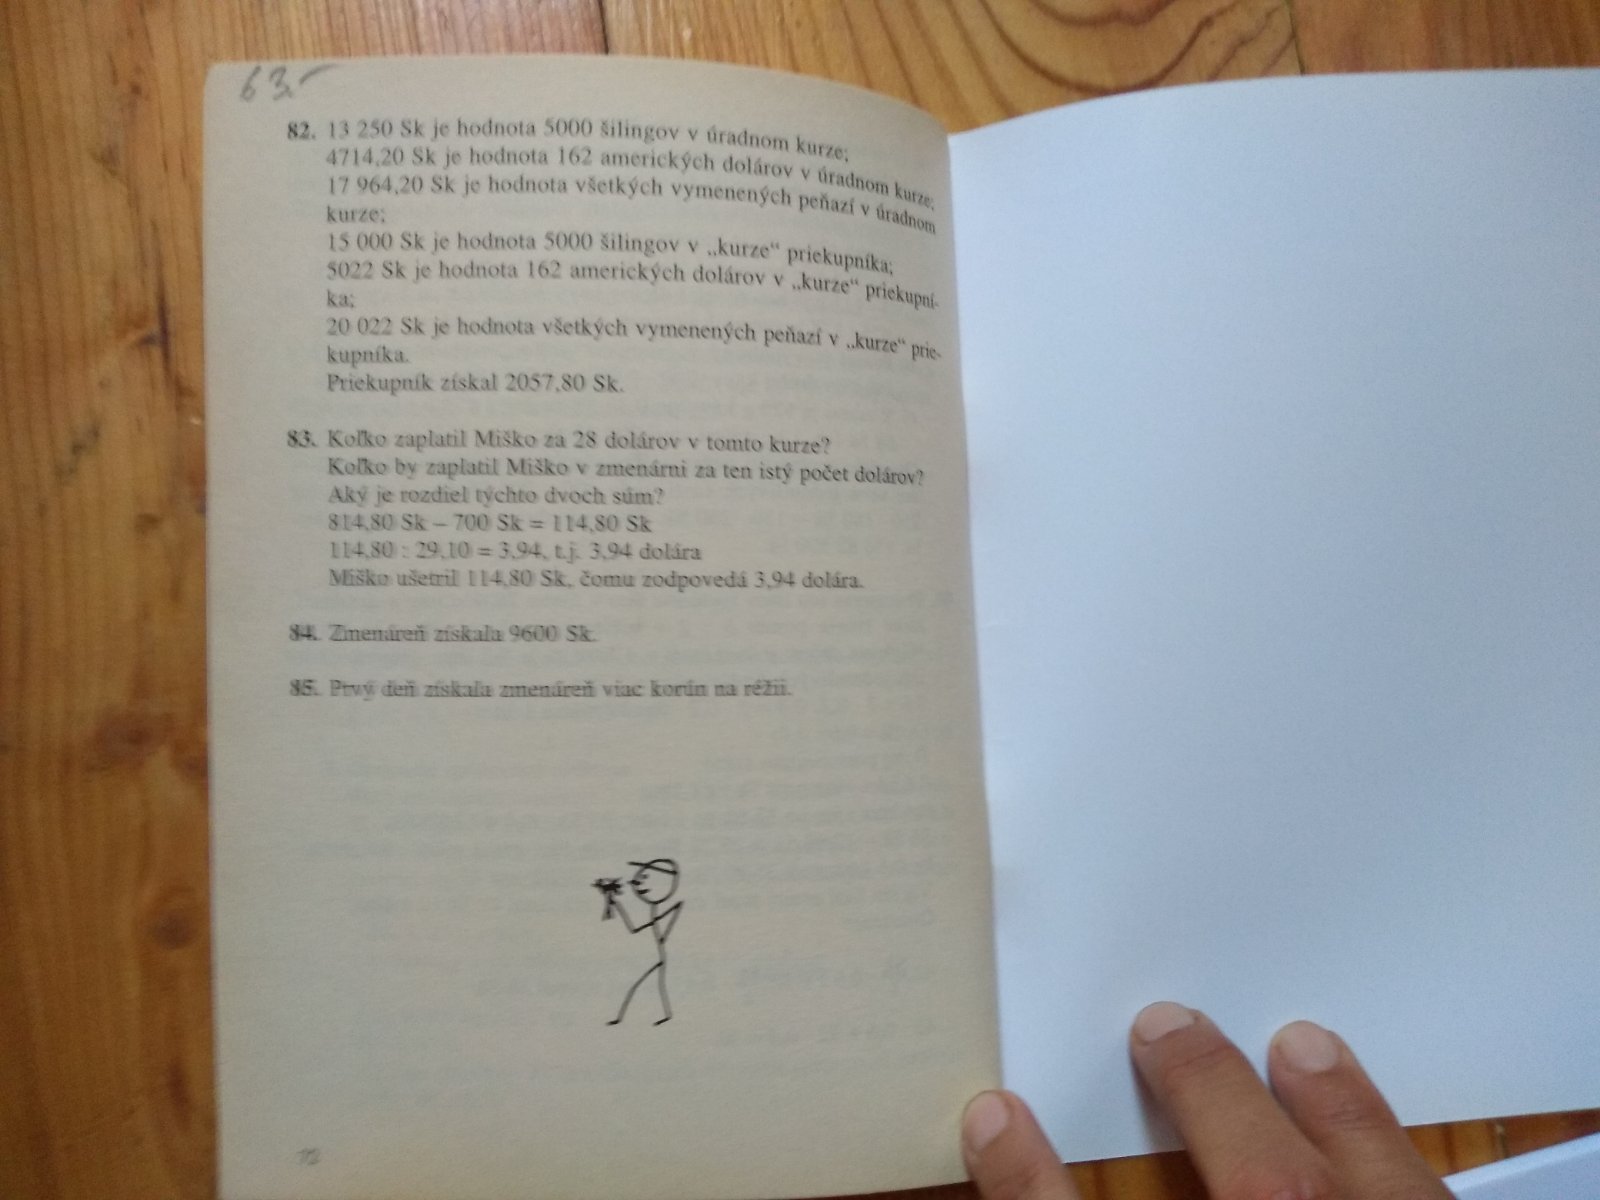 63.-
82. 13 250 Sk je hodnota 5000 šilingov v úradnom kurze;
4714,20 Sk je hodnota 162 amerických dolárov v úradnom kurze;
17 964,20 Sk je hodnota všetkých vymenených peňazí v úradnom
kurze;
15 000 Sk je hodnota 5000 šilingov v „kurze“ priekupníka;
5022 Sk je hodnota 162 amerických dolárov v „kurze“ priekupní-
ka;
20 022 Sk je hodnota všetkých vymenených peňazí v „kurze“ prie-
kupníka.
Priekupník získal 2057,80 Sk.
83. Koľko zaplatil Miško za 28 dolárov v tomto kurze?
Koľko by zaplatil Miško v zmenárni za ten istý počet dolárov?
Aký je rozdiel týchto dvoch súm?
814,80 Sk – 700 Sk = 114,80 Sk
114,80 : 29,10 = 3,94, t.j. 3,94 dolára
Miško ušetril 114,80 Sk, čomu zodpovedá 3,94 dolára.
84. Zmenáreň získala 9600 Sk.
85. Prvý deň získala zmenáreň viac korún na réžii.